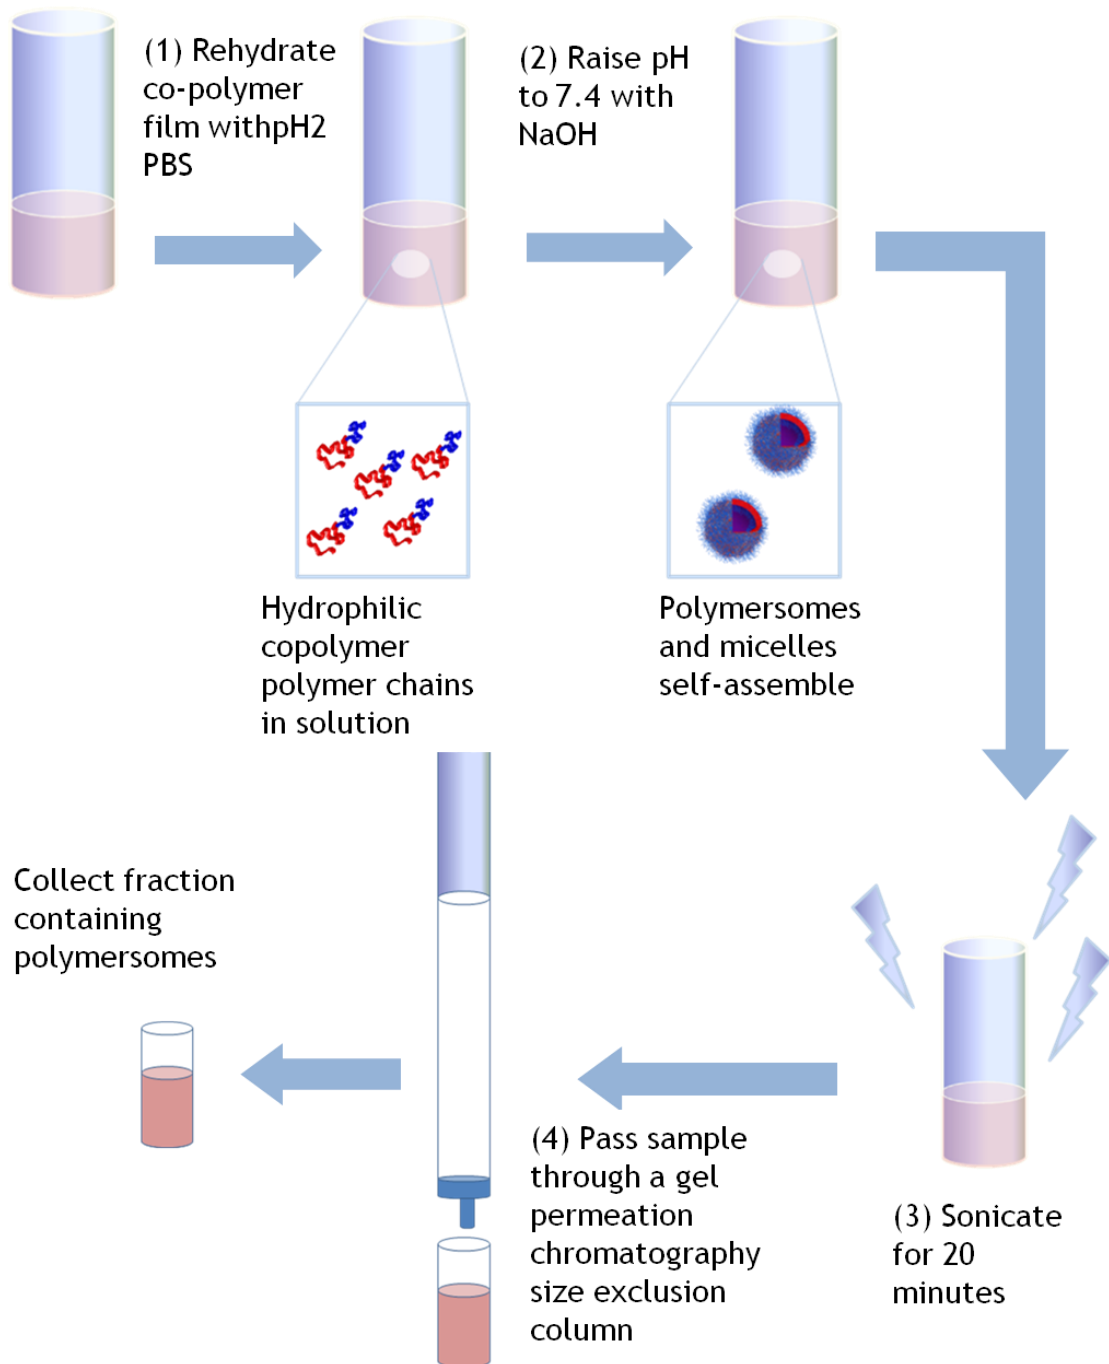 (1) Rehydrate
co-polymer
film withpH2
PBS
(2) Raise pH
to 7.4 with
NaOH
Hydrophilic
copolymer
polymer chains
in solution
Polymersomes
and micelles
self-assemble
(3) Sonicate
for 20
minutes
(4) Pass sample
through a gel
permeation
chromatography
size exclusion
column
Collect fraction
containing
polymersomes